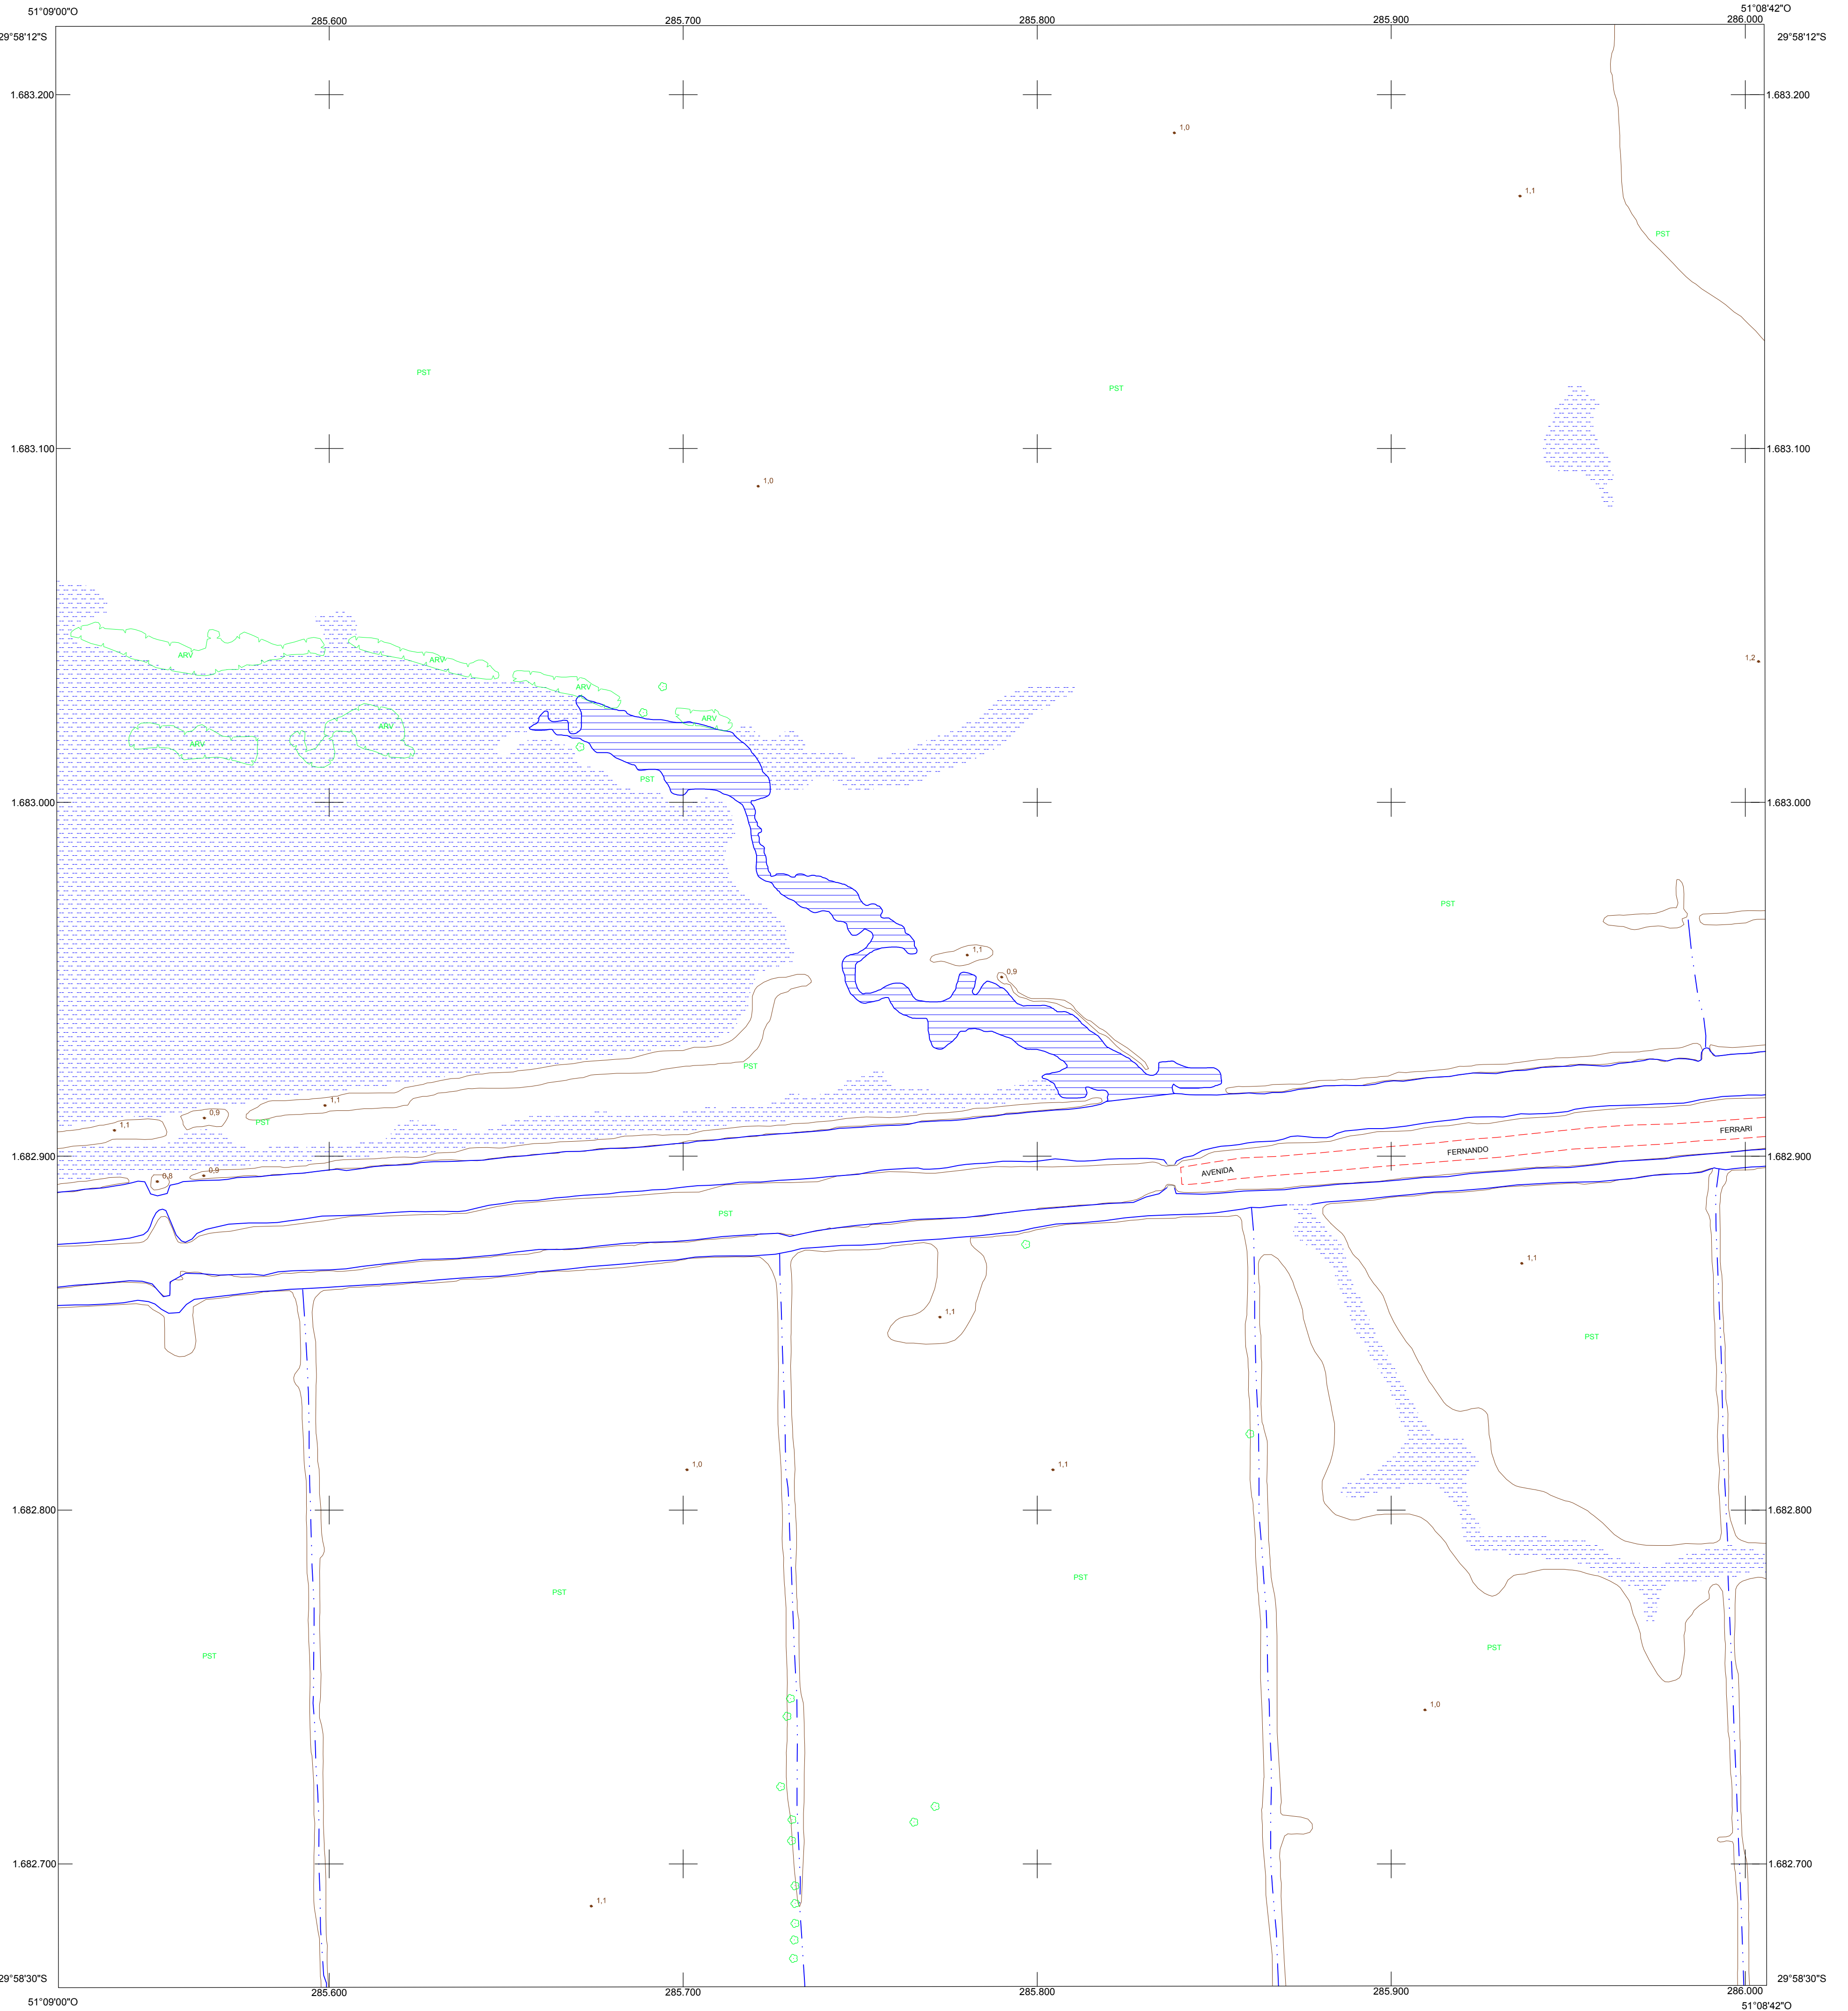 51°09'00"O
51°08'42"O
285.600
285.700
285.800
285.900
286.000
29°58'12"S
29°58'12"S
1.683.200
1.683.200
1,0
1,1
PST
PST
PST
1.683.100
1.683.100
1,0
ARV
ARV
1,2
ARV
ARV
ARV
ARV
PST
1.683.000
1.683.000
PST
1,1
0,9
PST
1,1
0,9
PST
1,1
FERRARI
FERNANDO
1.682.900
1.682.900
AVENIDA
0,8
0,9
PST
1,1
1,1
PST
1,0
1,1
1.682.800
1.682.800
PST
PST
PST
PST
1,0
1.682.700
1.682.700
1,1
29°58'30"S
29°58'30"S
285.600
285.700
285.800
285.900
286.000
51°09'00"O
51°08'42"O